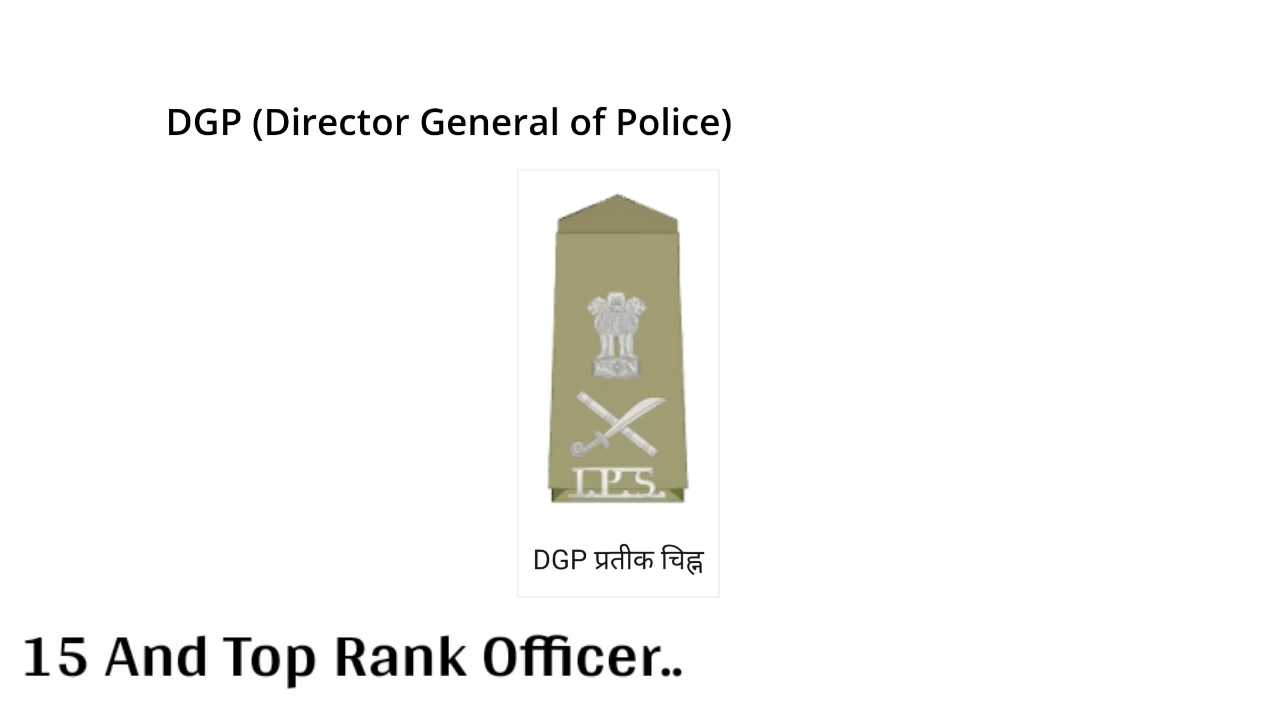 DGP (Director General of Police)
I.P.S.
DGP प्रतीक चिह्न
15 And Top Rank Officer..